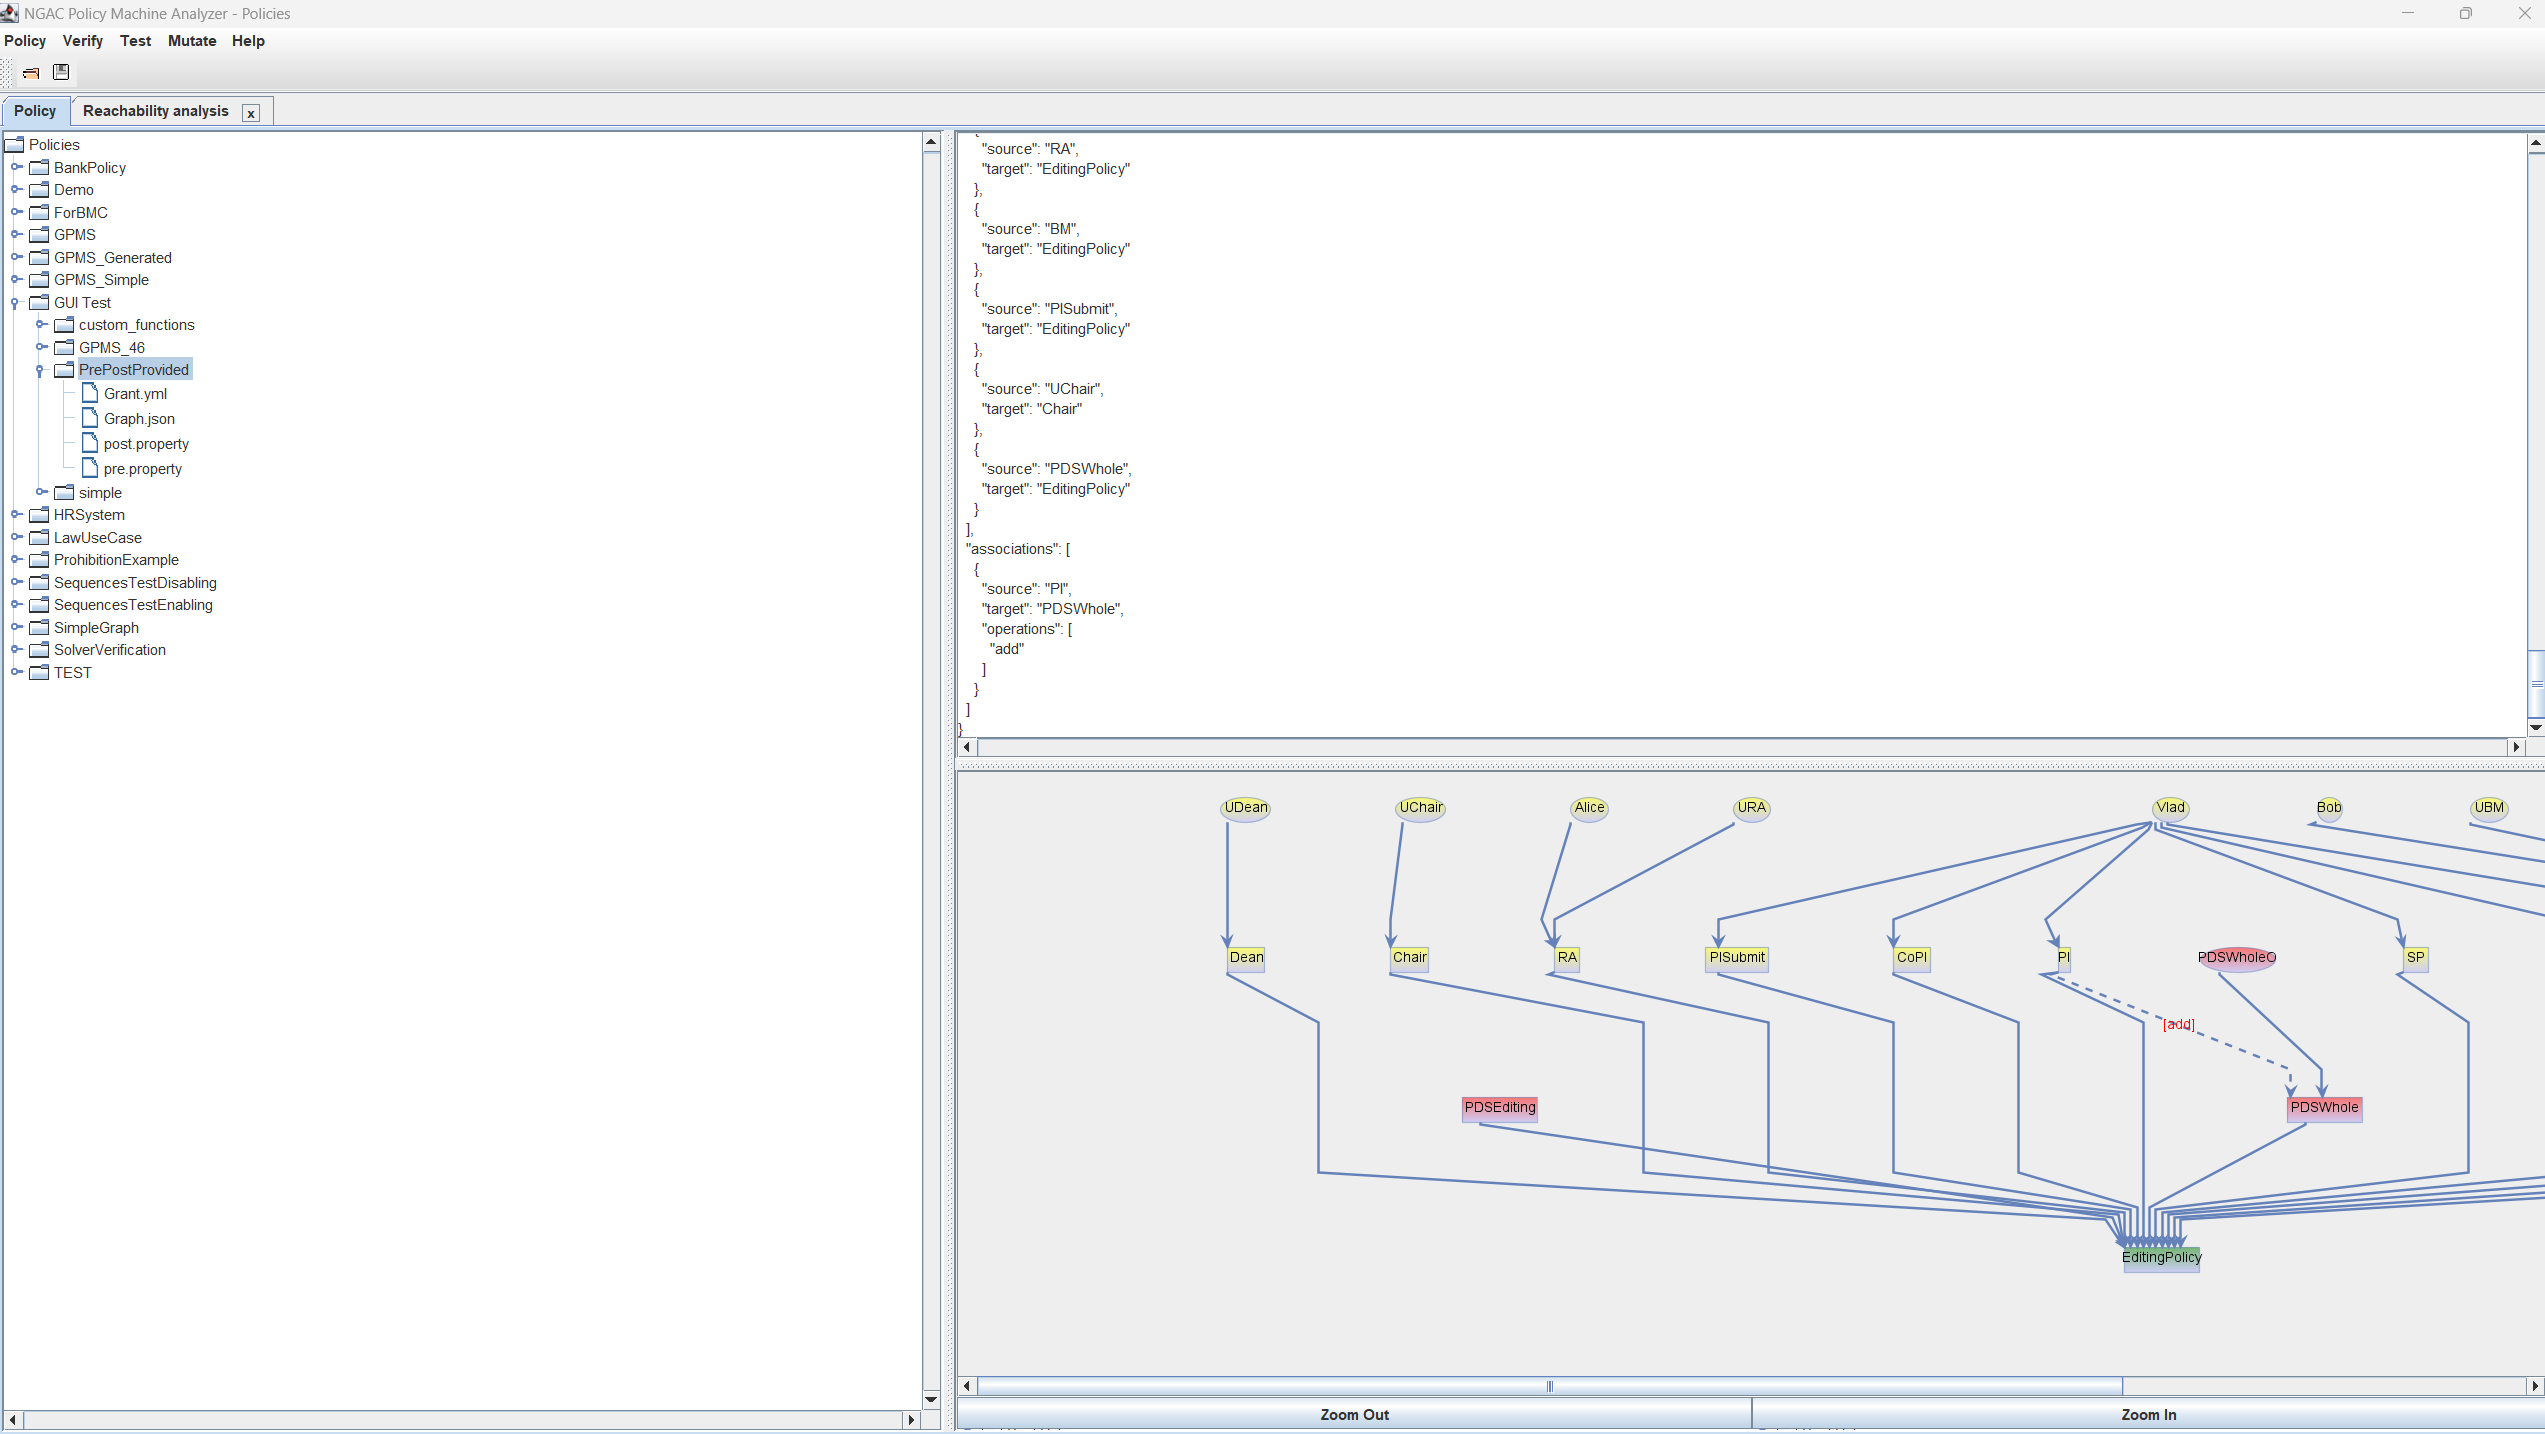 NGAC Policy Machine Analyzer - Policies
Policy Verify Test Mutate Help
Policy Reachability analysis x
Policies
BankPolicy
Demo
ForBMC
GPMS
GPMS_Generated
GPMS_Simple
GUI Test
custom_functions
GPMS_46
PrePostProvided
Grant.yml
Graph.json
post.property
pre.property
simple
HRSystem
LawUseCase
ProhibitionExample
SequencesTestDisabling
SequencesTestEnabling
SimpleGraph
SolverVerification
TEST
"source": "RA",
"target": "EditingPolicy"
},
{
"source": "BM",
"target": "EditingPolicy"
},
{
"source": "PISubmit",
"target": "EditingPolicy"
},
{
"source": "UChair",
"target": "Chair"
},
{
"source": "PDSWhole",
"target": "EditingPolicy"
}
],
"associations": [
{
"source": "PI",
"target": "PDSWhole",
"operations": [
"add"
]
}
]
}
UDean UChair Alice URA Vlad Bob UBM
Dean Chair RA PISubmit CoPI PI PDSWholeO SP
[add]
PDSEditing PDSWhole
EditingPolicy
Zoom Out Zoom In